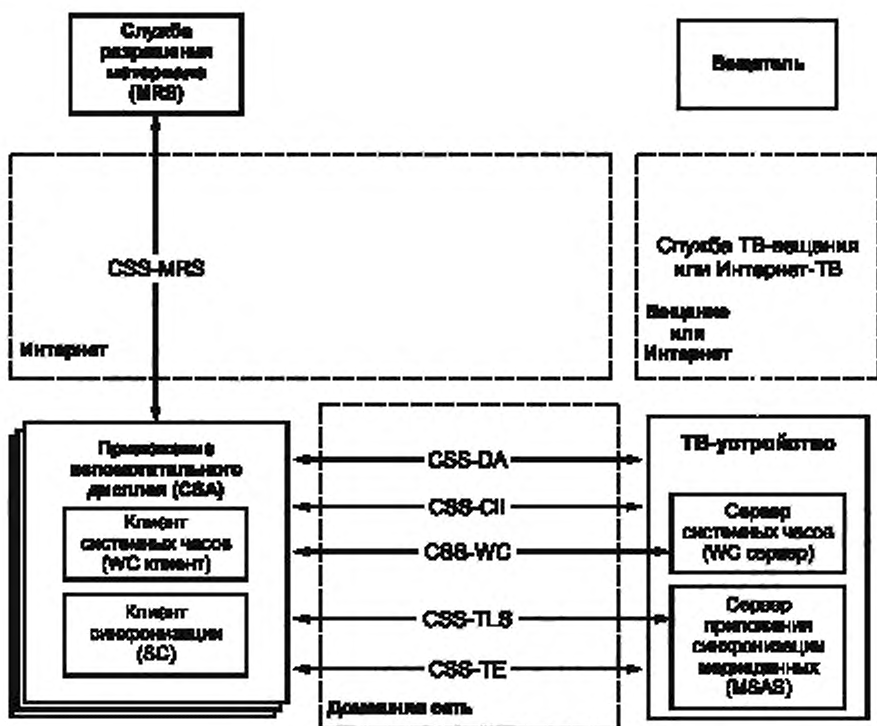 Служба
разрешения
материала
(MRS)
Вещатель
CSS-MRS
Интернет
Служба ТВ-вещания
или Интернет-ТВ
Вещание
или
Интернет
Приложение
вспомогательного
дисплея (CSA)
Клиент
системных часов
(WC клиент)
Клиент
синхронизации
(SC)
CSS-DA
CSS-CII
CSS-WC
CSS-TLS
CSS-TE
Домашняя сеть
ТВ-устройство
Сервер
системных часов
(WC сервер)
Сервер
приложения
синхронизации
медиаданных
(MSAS)